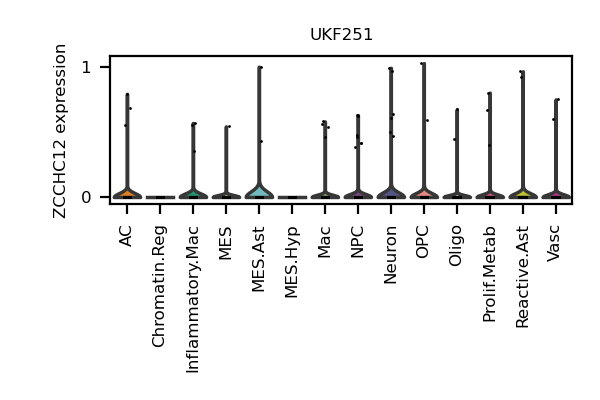 UKF251
ZCCHC12 expression
1
0
AC
Chromatin.Reg
Inflammatory.Mac
MES
MES.Ast
MES.Hyp
Mac
NPC
Neuron
OPC
Oligo
Prolif.Metab
Reactive.Ast
Vasc